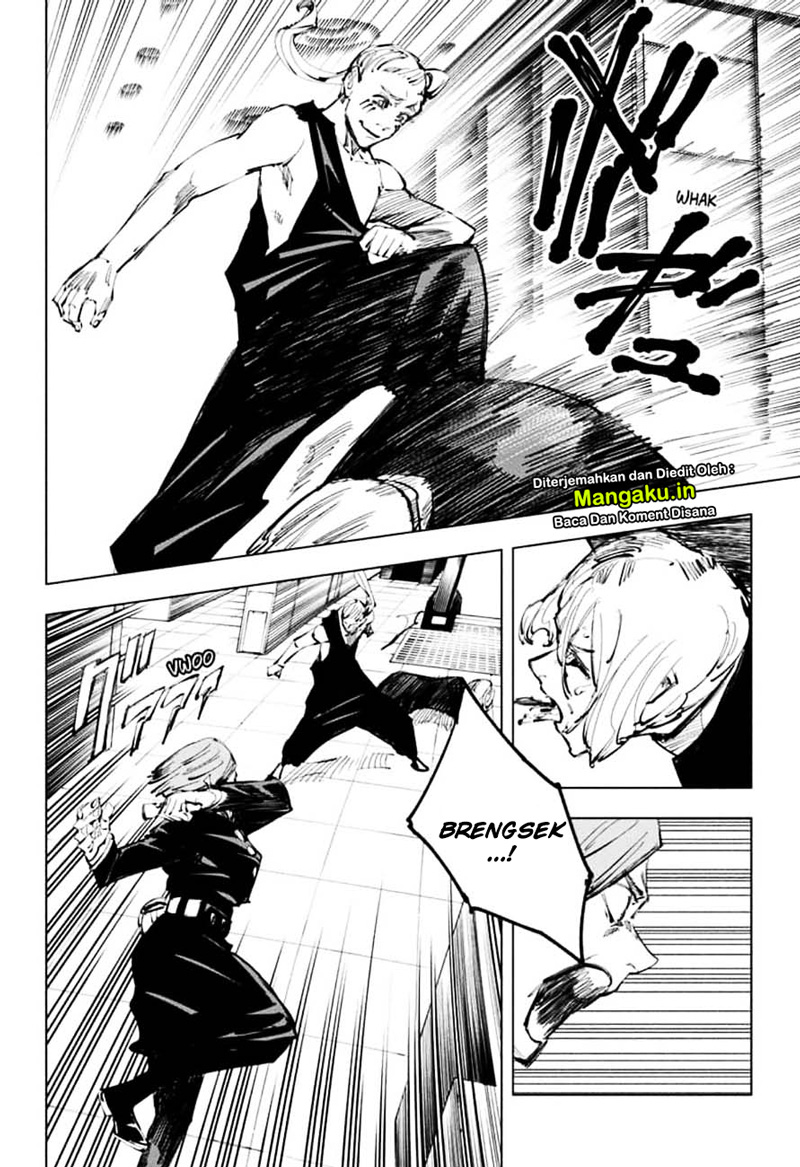 WHAK
Diterjemahkan dan Diedit Oleh :
Mangaku.in
Baca Dan Koment Disana
VWOO
BRENGSEK
...!